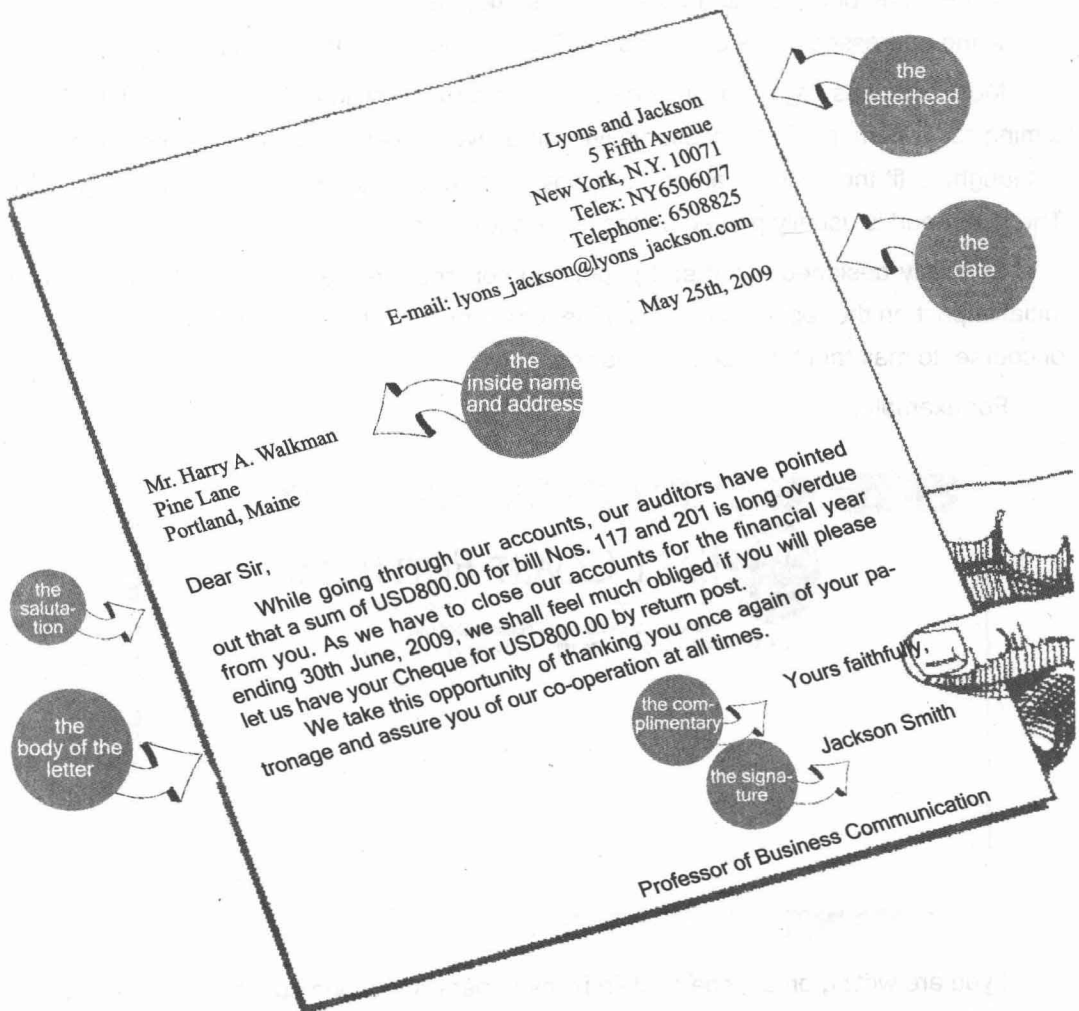 the
letterhead
Lyons and Jackson
5 Fifth Avenue
New York, N.Y. 10071
Telex: NY6506077
Telephone: 6508825
E-mail: lyons_jackson@lyons_jackson.com
the
date
May 25th, 2009
the
inside name
and address
Mr. Harry A. Walkman
Pine Lane
Portland, Maine
the
saluta-
tion
Dear Sir,
While going through our accounts, our auditors have pointed
out that a sum of USD800.00 for bill Nos. 117 and 201 is long overdue
from you. As we have to close our accounts for the financial year
ending 30th June, 2009, we shall feel much obliged if you will please
let us have your Cheque for USD800.00 by return post.
We take this opportunity of thanking you once again of your pa-
tronage and assure you of our co-operation at all times.
the
body of the
letter
the com-
plimentary
Yours faithfully,
the signa-
ture
Jackson Smith
Professor of Business Communication